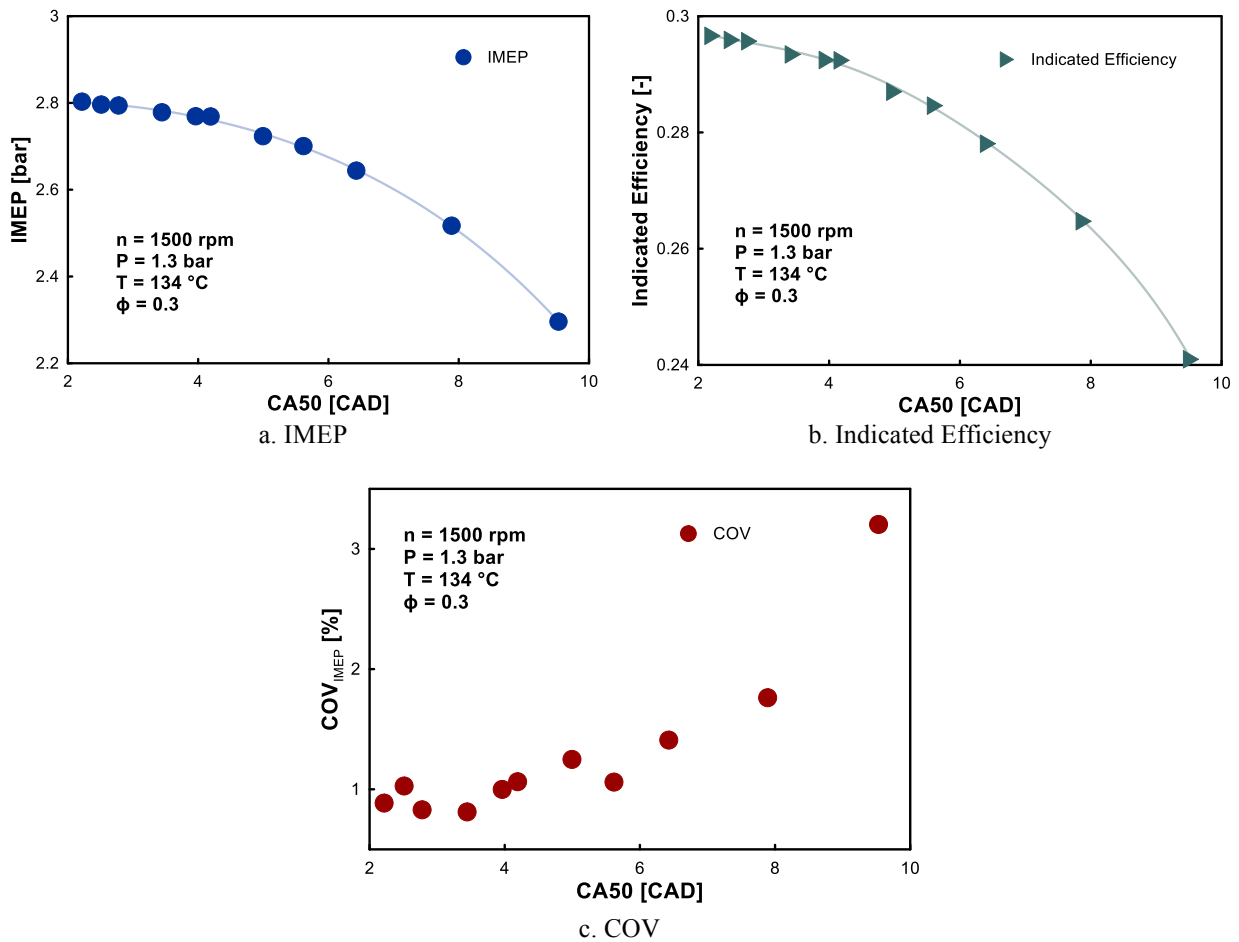 3
2.8
2.6
2.4
2.2
IMEP [bar]
IMEP
n = 1500 rpm
P = 1.3 bar
T = 134 °C
ϕ = 0.3
2 4 6 8 10
CA50 [CAD]
a. IMEP
0.3
0.28
0.26
0.24
Indicated Efficiency [-]
Indicated Efficiency
n = 1500 rpm
P = 1.3 bar
T = 134 °C
ϕ = 0.3
2 4 6 8 10
CA50 [CAD]
b. Indicated Efficiency
3
2
1
COV_IMEP [%]
COV
n = 1500 rpm
P = 1.3 bar
T = 134 °C
ϕ = 0.3
2 4 6 8 10
CA50 [CAD]
c. COV